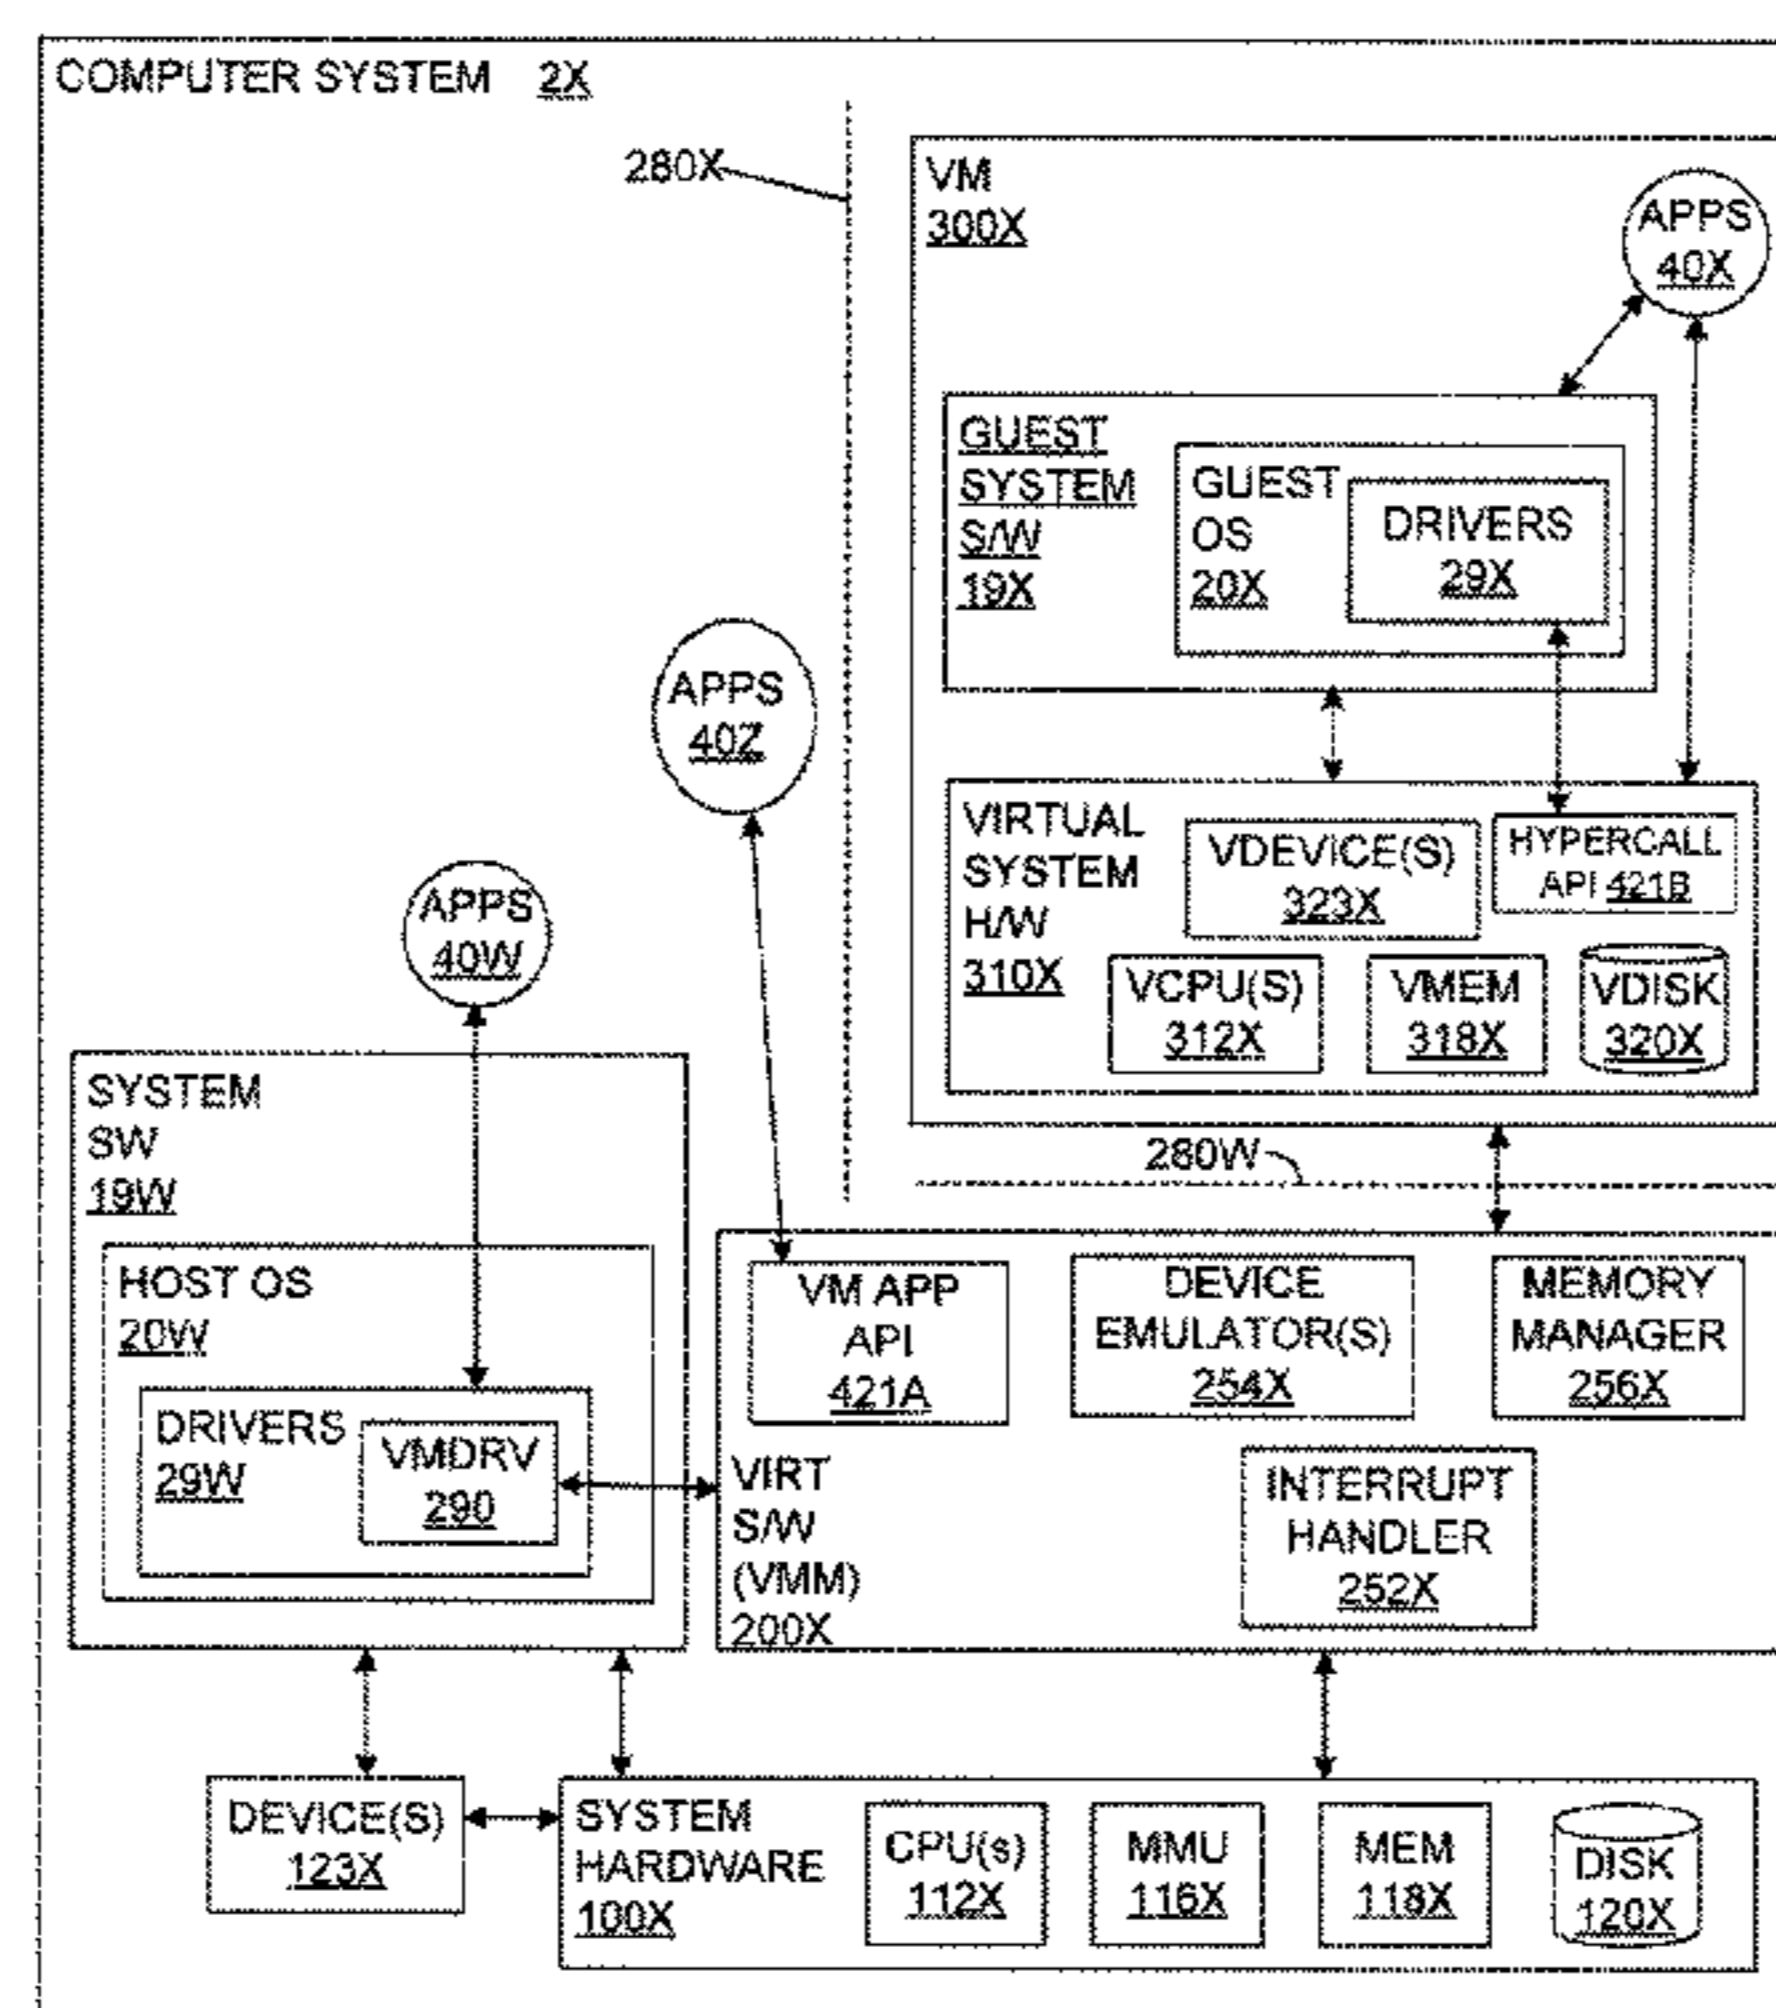 COMPUTER SYSTEM 2X
280X
VM
300X
APPS
40X
GUEST
SYSTEM
S/W
19X
GUEST
OS
20X
DRIVERS
29X
APPS
40Z
VIRTUAL
SYSTEM
H/W
310X
VDEVICE(S)
323X
HYPERCALL
API 421B
VCPU(S)
312X
VMEM
318X
VDISK
320X
APPS
40W
280W
SYSTEM
SW
19W
HOST OS
20W
DRIVERS
29W
VMDRV
290
VM APP
API
421A
DEVICE
EMULATOR(S)
254X
MEMORY
MANAGER
256X
VIRT
S/W
(VMM)
200X
INTERRUPT
HANDLER
252X
DEVICE(S)
123X
SYSTEM
HARDWARE
100X
CPU(s)
112X
MMU
116X
MEM
118X
DISK
120X